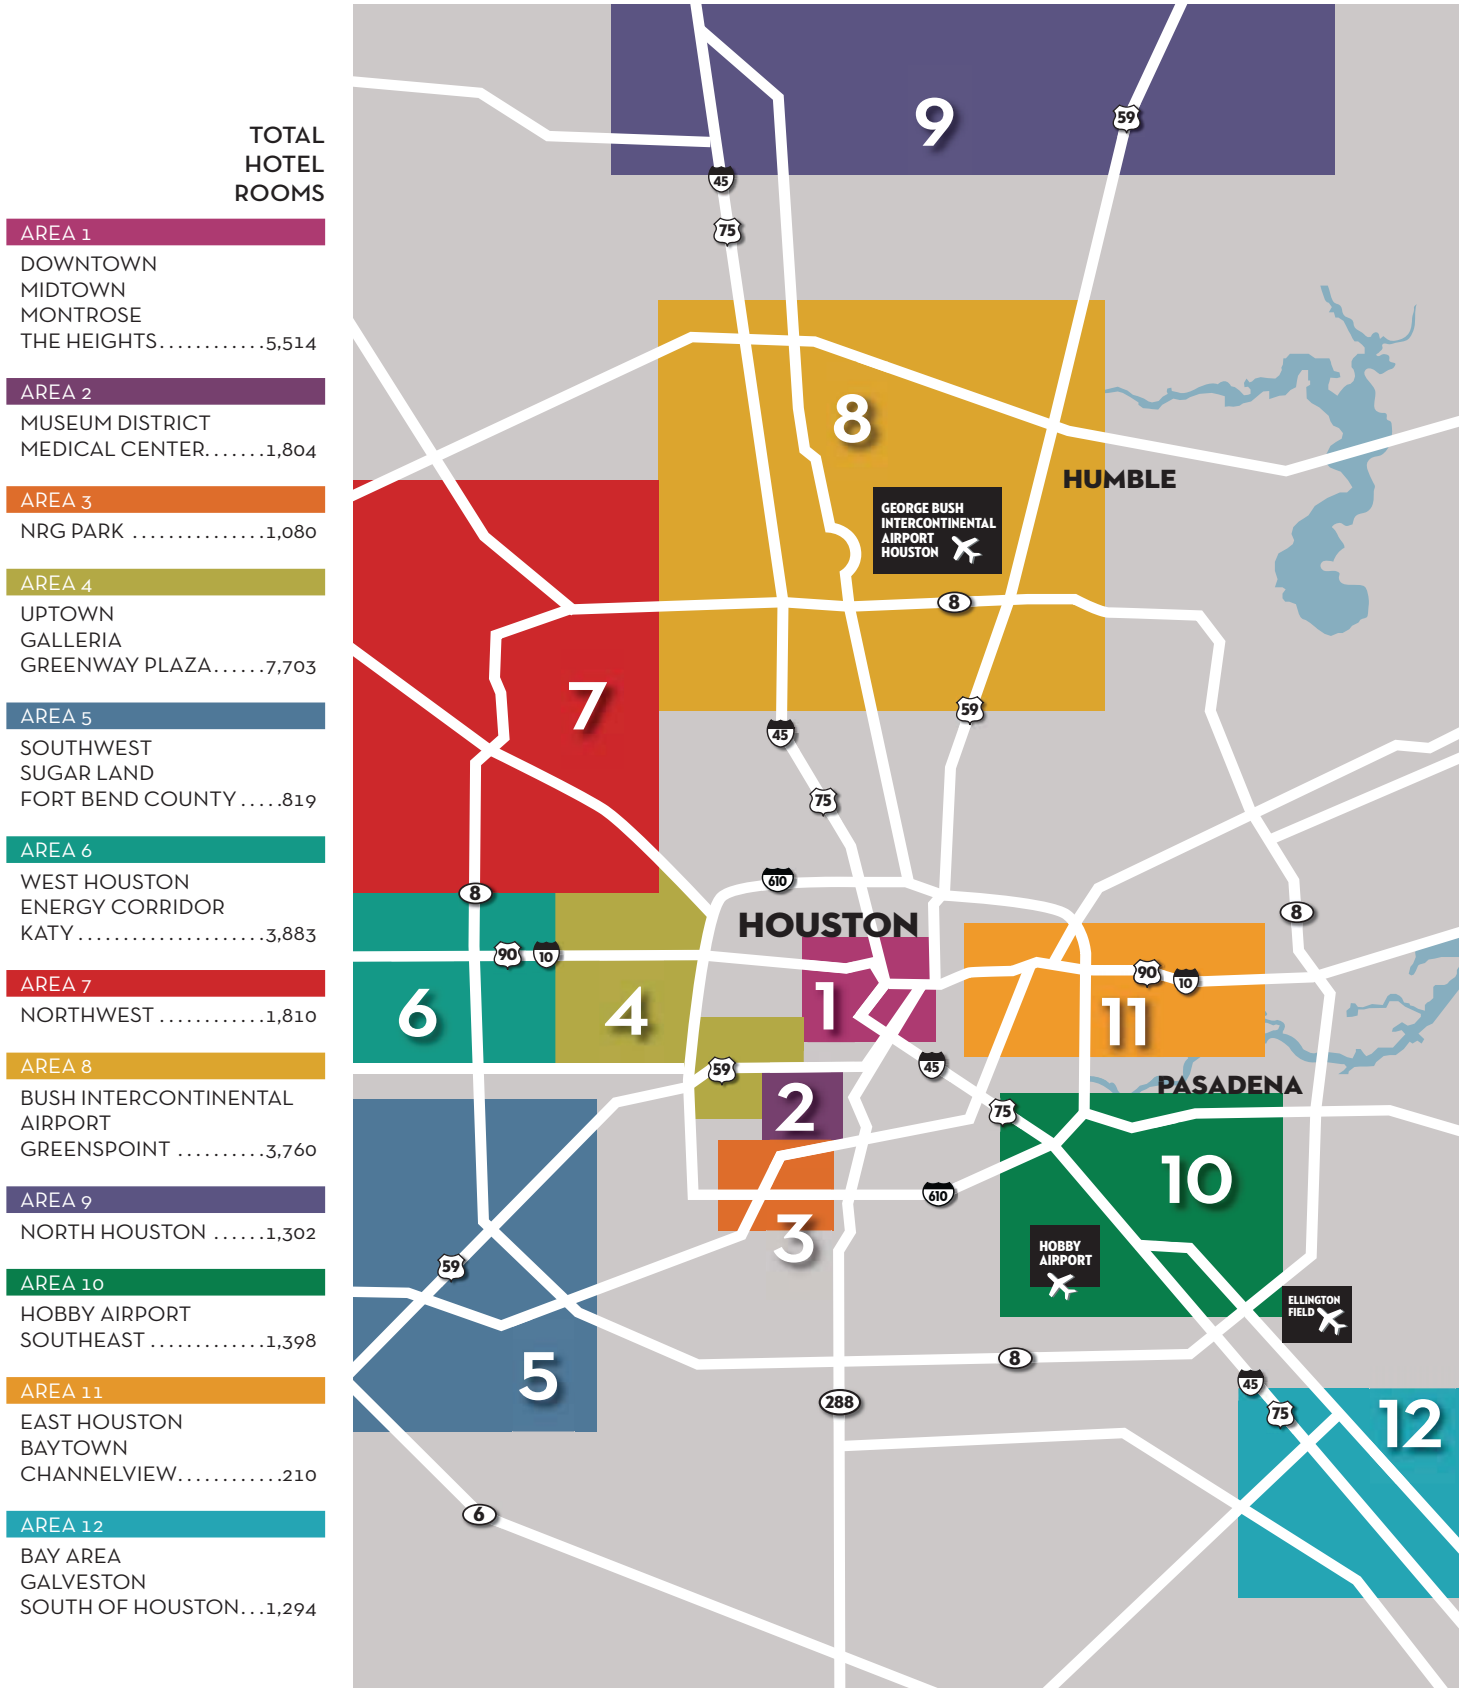 TOTAL
HOTEL
ROOMS
AREA 1
DOWNTOWN
MIDTOWN
MONTROSE
THE HEIGHTS............5,514
AREA 2
MUSEUM DISTRICT
MEDICAL CENTER.......1,804
AREA 3
NRG PARK ...............1,080
AREA 4
UPTOWN
GALLERIA
GREENWAY PLAZA......7,703
AREA 5
SOUTHWEST
SUGAR LAND
FORT BEND COUNTY .....819
AREA 6
WEST HOUSTON
ENERGY CORRIDOR
KATY.....................3,883
AREA 7
NORTHWEST ............1,810
AREA 8
BUSH INTERCONTINENTAL
AIRPORT
GREENSPOINT ..........3,760
AREA 9
NORTH HOUSTON ......1,302
AREA 10
HOBBY AIRPORT
SOUTHEAST .............1,398
AREA 11
EAST HOUSTON
BAYTOWN
CHANNELVIEW............210
AREA 12
BAY AREA
GALVESTON
SOUTH OF HOUSTON...1,294
9
59
45
75
8
HUMBLE
GEORGE BUSH
INTERCONTINENTAL
AIRPORT
HOUSTON
8
7
59
45
75
610
8
8
HOUSTON
90
10
90
10
6
4
1
11
59
45
PASADENA
2
75
10
610
3
HOBBY
AIRPORT
59
ELLINGTON
FIELD
8
5
45
288
75
12
6